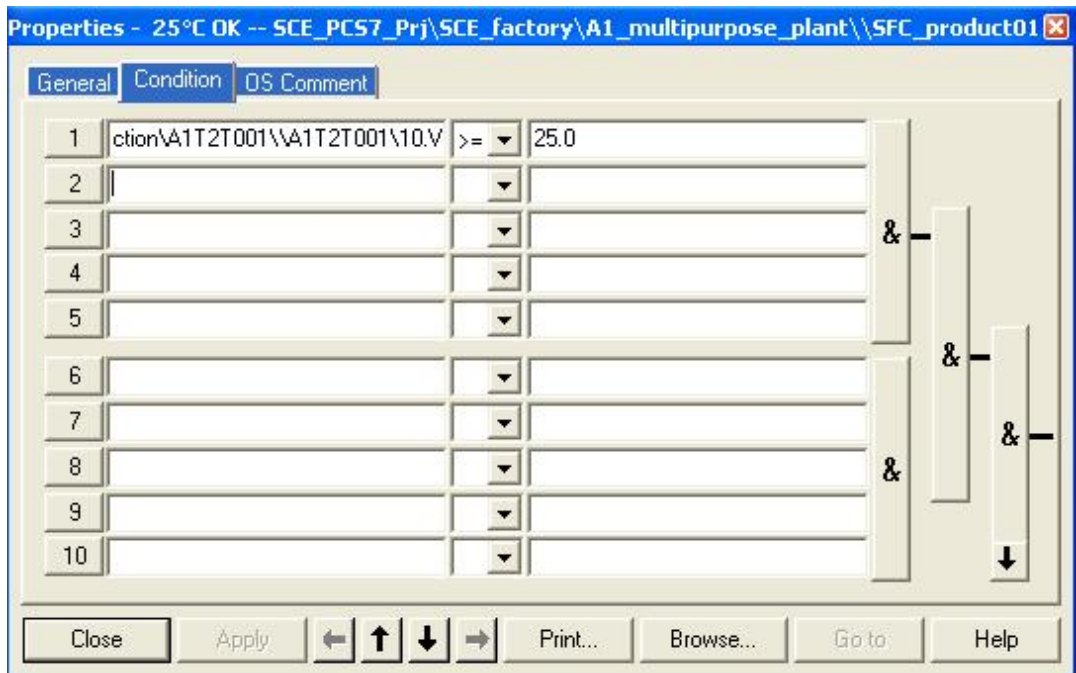 Properties - 25°C OK -- SCE_PCS7_Prj\SCE_factory\A1_multipurpose_plant\\SFC_product01
General Condition OS Comment
1 ction\A1T2T001\\A1T2T001\10.V >= 25.0
2
3 &
4
5
&
6
7 &
8 &
9
10
Close Apply Print... Browse... Go to Help